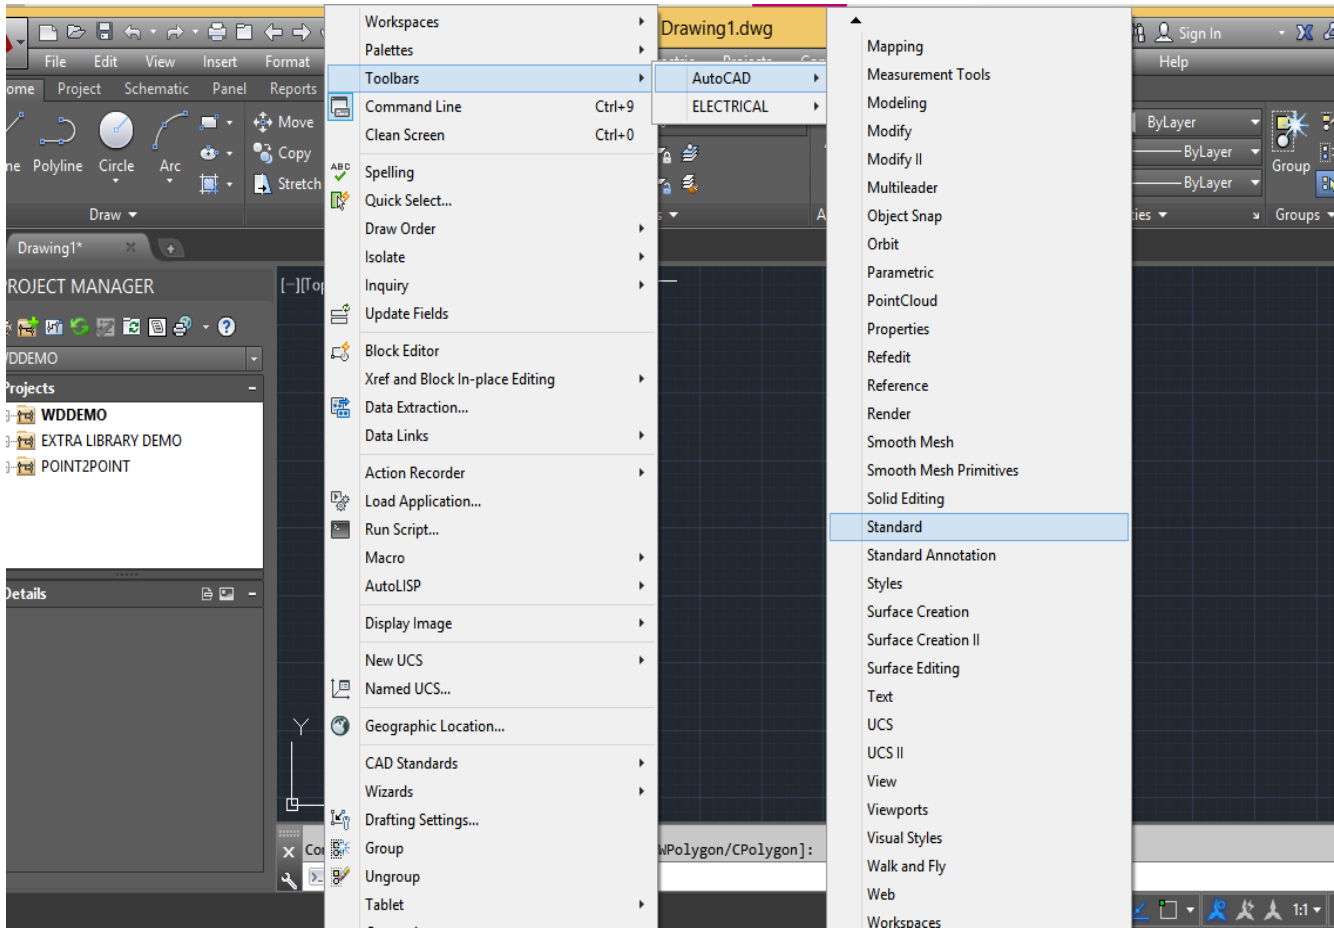 Drawing1.dwg
Sign In
File Edit View Insert Format
Help
Project Schematic Panel Reports
Move
Copy
Stretch
Polyline Circle Arc
Draw
ByLayer
ByLayer
ByLayer
Group
Groups
Drawing1*
PROJECT MANAGER
WDDEMO
Projects
WDDEMO
EXTRA LIBRARY DEMO
POINT2POINT
Details
[-][Top
Y
Workspaces
Palettes
Toolbars
Command Line Ctrl+9
Clean Screen Ctrl+0
ABC
Spelling
Quick Select...
Draw Order
Isolate
Inquiry
Update Fields
Block Editor
Xref and Block In-place Editing
Data Extraction...
Data Links
Action Recorder
Load Application...
Run Script...
Macro
AutoLISP
Display Image
New UCS
Named UCS...
Geographic Location...
CAD Standards
Wizards
Drafting Settings...
Group
Ungroup
Tablet
AutoCAD
ELECTRICAL
Mapping
Measurement Tools
Modeling
Modify
Modify II
Multileader
Object Snap
Orbit
Parametric
PointCloud
Properties
Refedit
Reference
Render
Smooth Mesh
Smooth Mesh Primitives
Solid Editing
Standard
Standard Annotation
Styles
Surface Creation
Surface Creation II
Surface Editing
Text
UCS
UCS II
View
Viewports
Visual Styles
Walk and Fly
Web
Workspaces
WPolygon/CPolygon]:
1:1